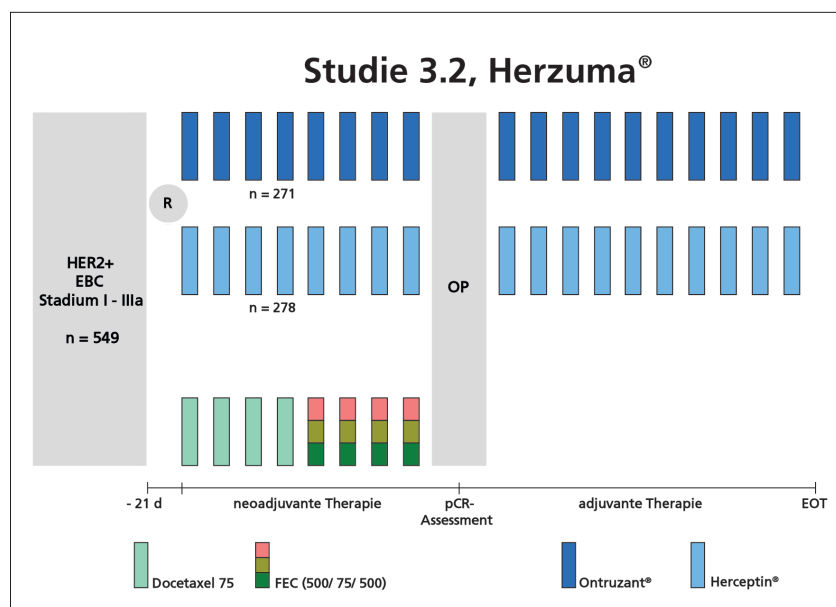 Studie 3.2, Herzuma®
R
n = 271
HER2+
EBC
Stadium I - IIIa
n = 549
OP
n = 278
- 21 d
neoadjuvante Therapie
pCR-
Assessment
adjuvante Therapie
EOT
Docetaxel 75
FEC (500/ 75/ 500)
Ontruzant®
Herceptin®